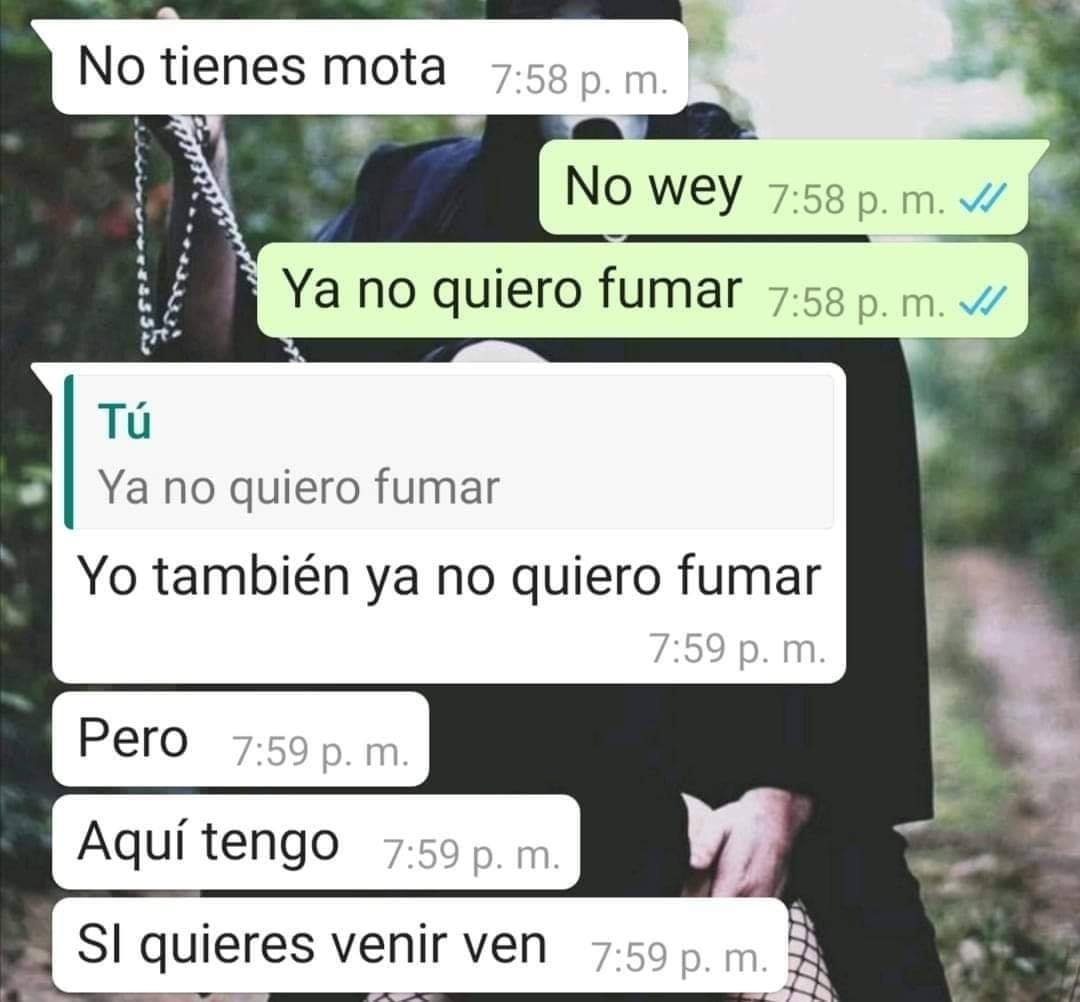 No tienes mota 7:58 p. m.
No wey 7:58 p. m.
Ya no quiero fumar 7:58 p. m.
Tú
Ya no quiero fumar
Yo también ya no quiero fumar
7:59 p. m.
Pero 7:59 p. m.
Aquí tengo 7:59 p. m.
SI quieres venir ven 7:59 p. m.